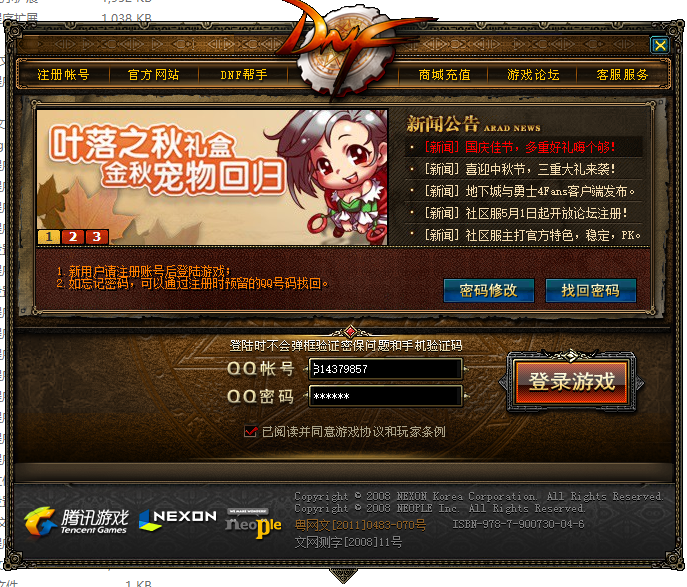 1,038 KB
DNF
注册帐号 官方网站 DNF帮手 商城充值 游戏论坛 客服服务
叶落之秋礼盒
金秋宠物回归
1 2 3
新闻公告 ARAD NEWS
· [新闻] 国庆佳节，多重好礼嗨个够！
· [新闻] 喜迎中秋节，三重大礼来袭！
· [新闻] 地下城与勇士4Fans客户端发布。
· [新闻] 社区服5月1日起开放论坛注册！
· [新闻] 社区服主打官方特色，稳定，PK。
1.新用户请注册账号后登陆游戏；
2.如忘记密码，可以通过注册时预留的QQ号码找回。
密码修改 找回密码
登陆时不会弹框验证密保问题和手机验证码
QQ帐号 314379857
QQ密码 ******
登录游戏
已阅读并同意游戏协议和玩家条例
腾讯游戏
Tencent Games
NEXON
WE MAKE WONDERS
neople
Copyright © 2008 NEXON Korea Corporation. All Rights Reserved.
Copyright © 2008 NEOPLE Inc. All Rights Reserved.
粤网文[2011]0483-070号 ISBN-978-7-900730-04-6
文网测字[2008]11号
1 KB